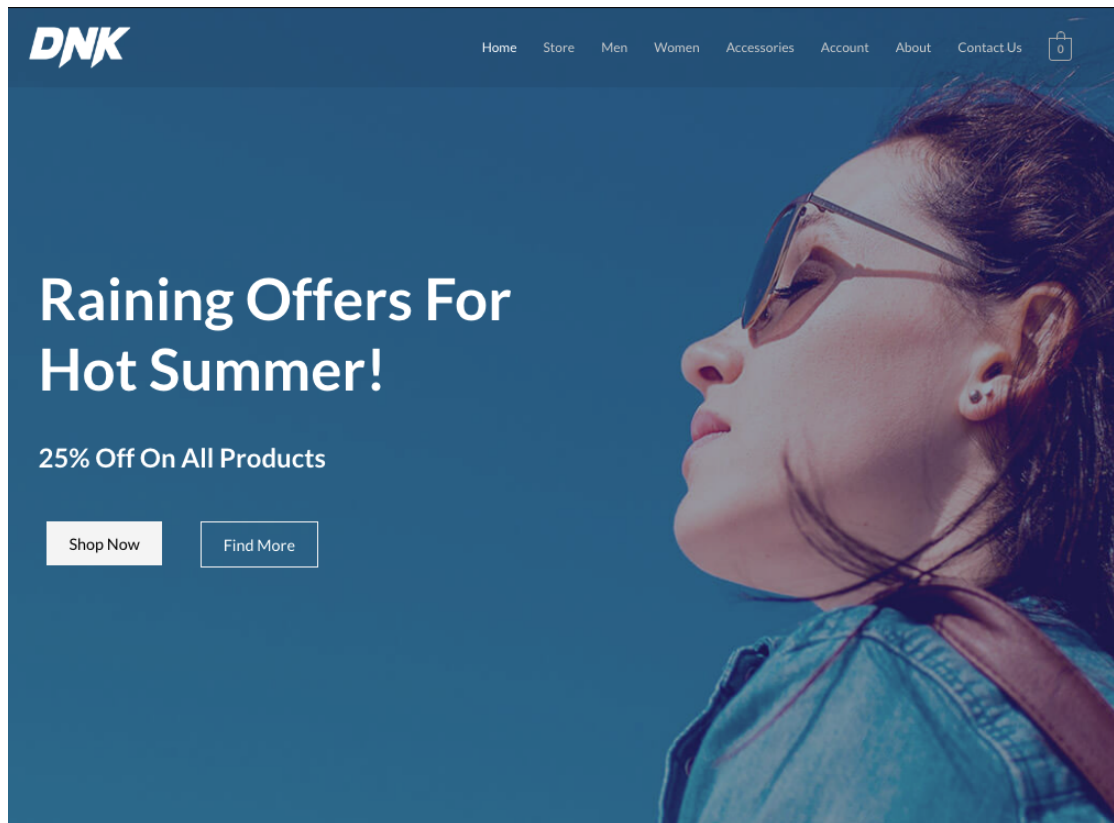 DNK
Home Store Men Women Accessories Account About Contact Us 0
Raining Offers For
Hot Summer!
25% Off On All Products
Shop Now Find More